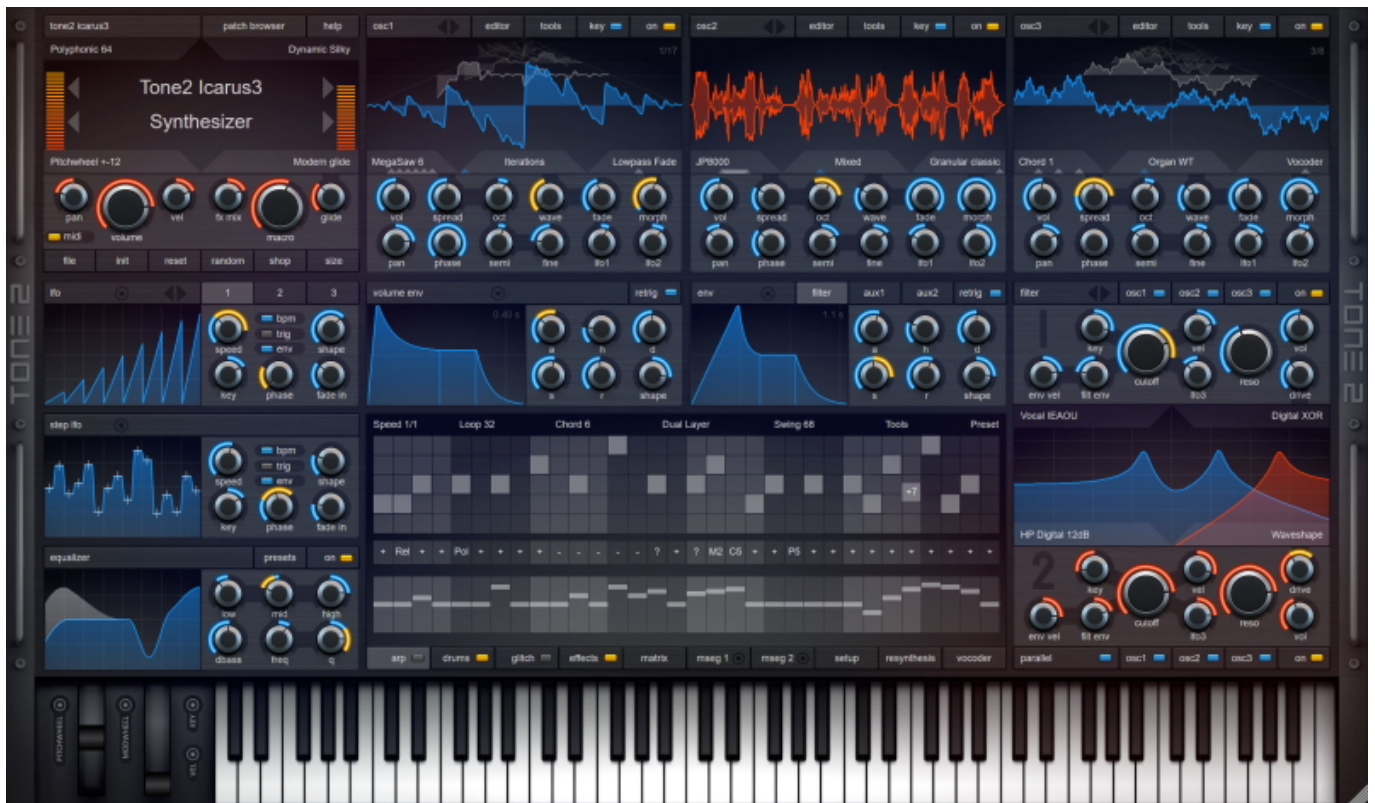 tone2 Icarus3 patch browser help
Polyphonic 64 Dynamic Silky
Tone2 Icarus3
Synthesizer
Pitchwheel +-12 Modern glide
pan volume vel fx mix macro glide
midi
file init reset random shop size
osc1 editor tools key on
1/17
MegaSaw 6 Iterations Lowpass Fade
vol spread oct wave fade morph
pan phase semi fine lfo1 lfo2
osc2 editor tools key on
JP8000 Mixed Granular classic
vol spread oct wave fade morph
pan phase semi fine lfo1 lfo2
osc3 editor tools key on
3/8
Chord 1 Organ WT Vocoder
vol spread oct wave fade morph
pan phase semi fine lfo1 lfo2
lfo 1 2 3
speed bpm trig env shape
key phase fade in
volume env retrig
0.40 s
a h d
s r shape
env filter aux1 aux2 retrig
1.1 s
a h d
s r shape
filter osc1 osc2 osc3 on
1
key cutoff vel reso vol
env vel filt env lfo3 drive
step lfo
speed bpm trig env shape
key phase fade in
Speed 1/1 Loop 32 Chord 6 Dual Layer Swing 68 Tools Preset
+7
+ Rel + + Pol + + + + - - - - - ? + ? M2 C5 + + P5 + + + + + + + + + +
Vocal IEAOU Digital XOR
HP Digital 12dB Waveshape
equalizer presets on
low mid high
dbass freq q
2
key cutoff vel reso drive
env vel filt env lfo3 vol
arp drums glitch effects matrix mseg 1 mseg 2 setup resynthesis vocoder
parallel osc1 osc2 osc3 on
TONE 2
TONE 2
PITCHWHEEL MODWHEEL KEY
VEL